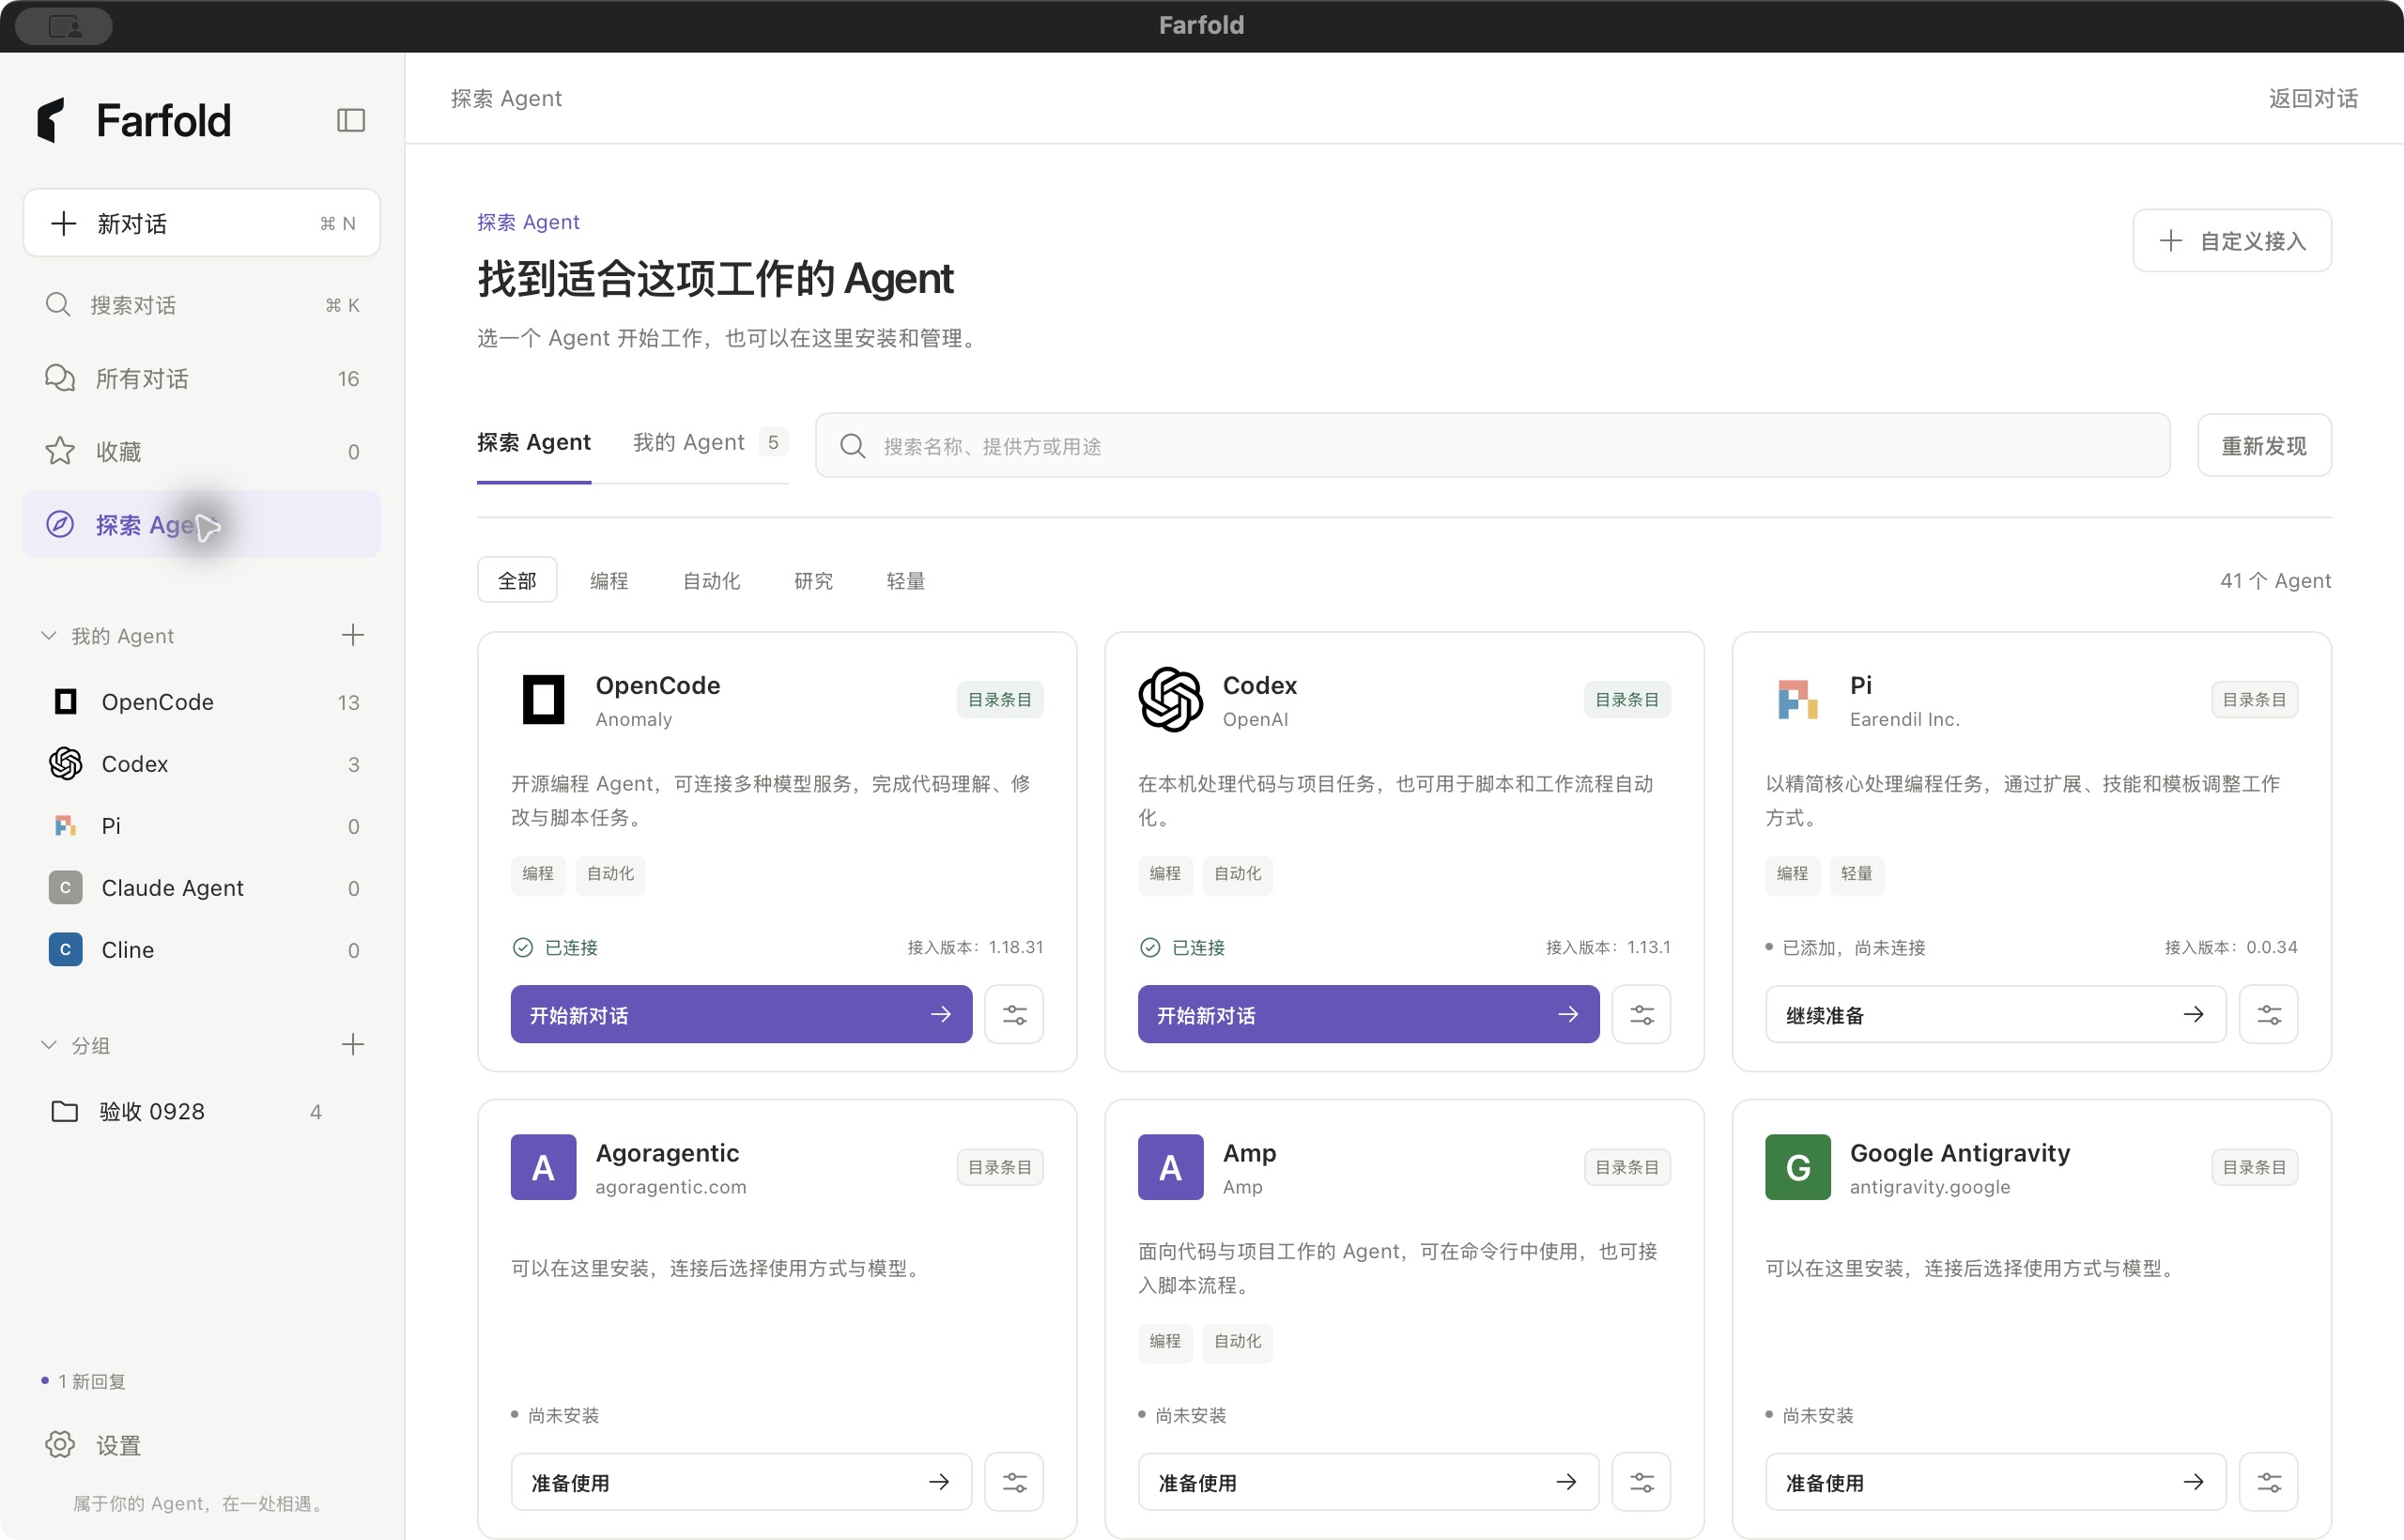 Farfold
Farfold
新对话 ⌘ N
搜索对话 ⌘ K
所有对话 16
收藏 0
探索 Age
我的 Agent
OpenCode 13
Codex 3
Pi 0
C Claude Agent 0
C Cline 0
分组
验收 0928 4
1 新回复
设置
属于你的 Agent，在一处相遇。
探索 Agent 返回对话
探索 Agent
找到适合这项工作的 Agent
选一个 Agent 开始工作，也可以在这里安装和管理。
自定义接入
探索 Agent 我的 Agent 5 搜索名称、提供方或用途 重新发现
全部 编程 自动化 研究 轻量 41 个 Agent
OpenCode 目录条目
Anomaly
开源编程 Agent，可连接多种模型服务，完成代码理解、修
改与脚本任务。
编程 自动化
已连接 接入版本：1.18.31
开始新对话
Codex 目录条目
OpenAI
在本机处理代码与项目任务，也可用于脚本和工作流程自动
化。
编程 自动化
已连接 接入版本：1.13.1
开始新对话
Pi 目录条目
Earendil Inc.
以精简核心处理编程任务，通过扩展、技能和模板调整工作
方式。
编程 轻量
已添加，尚未连接 接入版本：0.0.34
继续准备
A Agoragentic 目录条目
agoragentic.com
可以在这里安装，连接后选择使用方式与模型。
尚未安装
准备使用
A Amp 目录条目
Amp
面向代码与项目工作的 Agent，可在命令行中使用，也可接
入脚本流程。
编程 自动化
尚未安装
准备使用
G Google Antigravity 目录条目
antigravity.google
可以在这里安装，连接后选择使用方式与模型。
尚未安装
准备使用